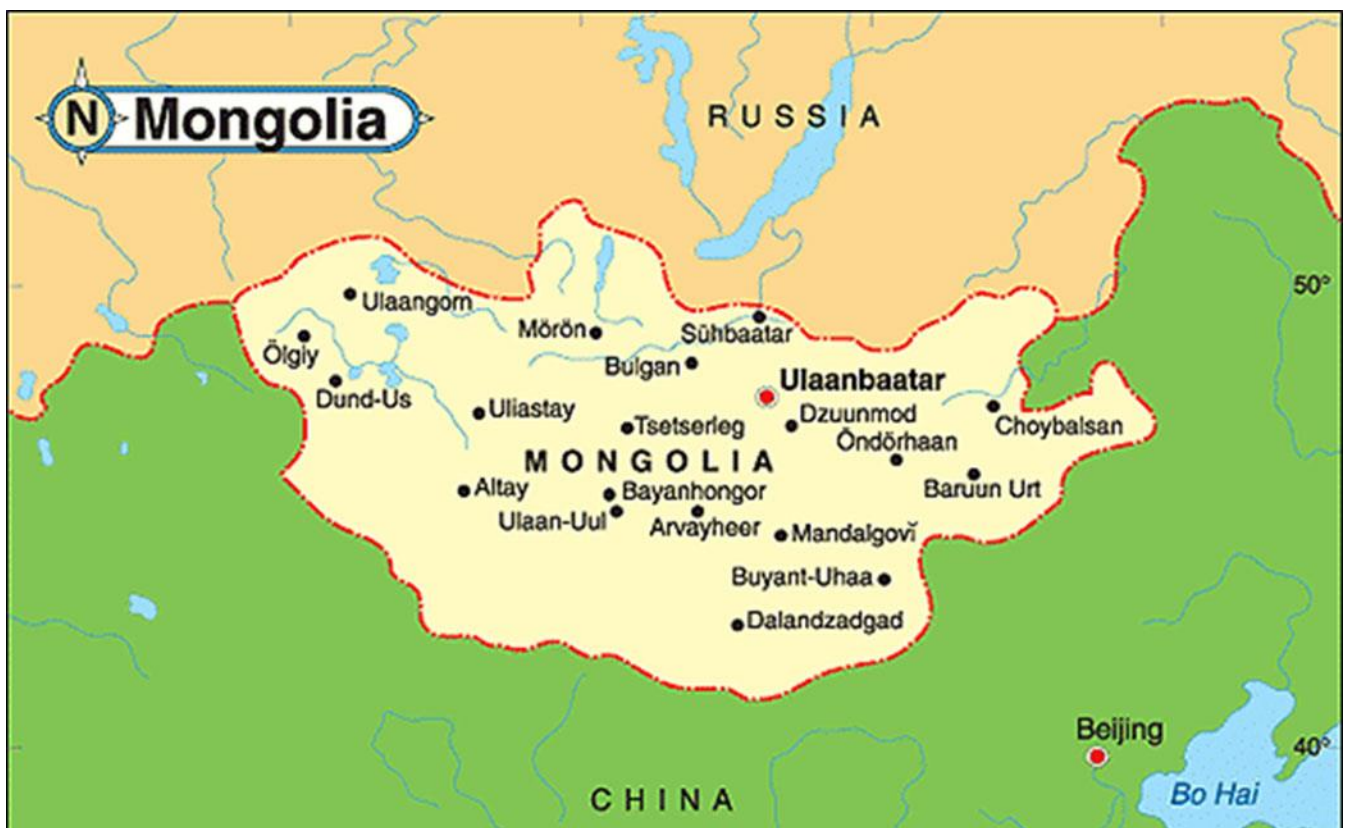 N Mongolia
RUSSIA
50°
Ulaangom
Mörön
Sühbaatar
Ölgiy
Bulgan
Dund-Us
Ulaanbaatar
Uliastay
Dzuunmod
Tsetserleg
Choybalsan
Öndörhaan
MONGOLIA
Altay
Bayanhongor
Baruun Urt
Ulaan-Uul
Arvayheer
Mandalgovĭ
Buyant-Uhaa
Dalandzadgad
Beijing
40°
CHINA
Bo Hai